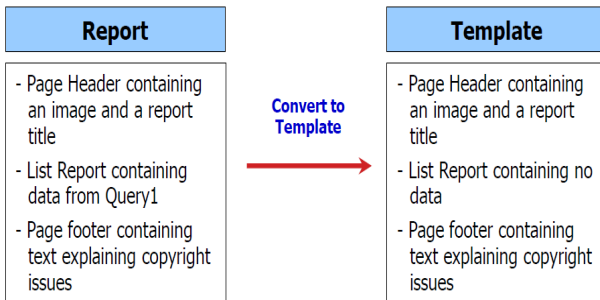 Report
- Page Header containing
an image and a report
title
- List Report containing
data from Query1
- Page footer containing
text explaining copyright
issues
Convert to
Template
Template
- Page Header containing
an image and a report
title
- List Report containing no
data
- Page footer containing
text explaining copyright
issues